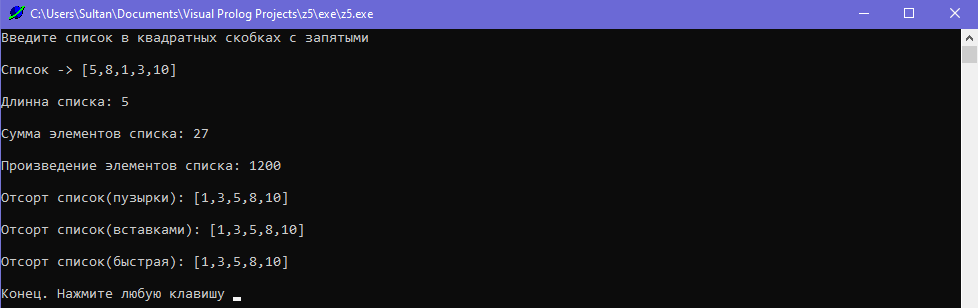 C:\Users\Sultan\Documents\Visual Prolog Projects\z5\exe\z5.exe
Введите список в квадратных скобках с запятыми
Список -> [5,8,1,3,10]
Длинна списка: 5
Сумма элементов списка: 27
Произведение элементов списка: 1200
Отсорт список(пузырки): [1,3,5,8,10]
Отсорт список(вставками): [1,3,5,8,10]
Отсорт список(быстрая): [1,3,5,8,10]
Конец. Нажмите любую клавишу